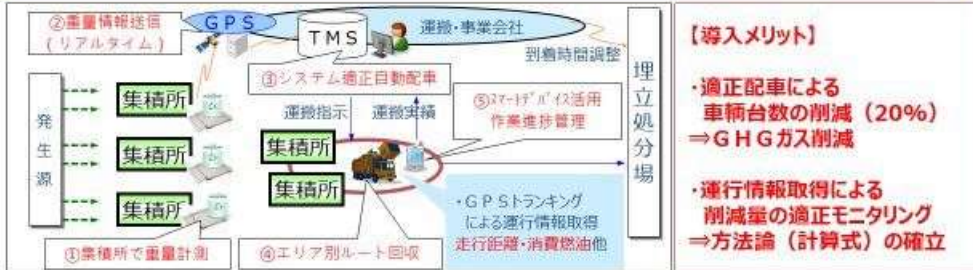 ②重量情報送信
(リアルタイム)
GPS
TMS
運搬・事業会社
到着時間調整
③システム適正自動配車
運搬指示
運搬実績
⑤スマートデバイス活用
作業進捗管理
発生源
集積所
集積所
集積所
集積所
集積所
埋立処分場
①集積所で重量計測
④エリア別ルート回収
・GPSトランキング
による運行情報取得
走行距離・消費燃油他
【導入メリット】
・適正配車による
車輌台数の削減（20%）
⇒GHGガス削減
・運行情報取得による
削減量の適正モニタリング
⇒方法論（計算式）の確立